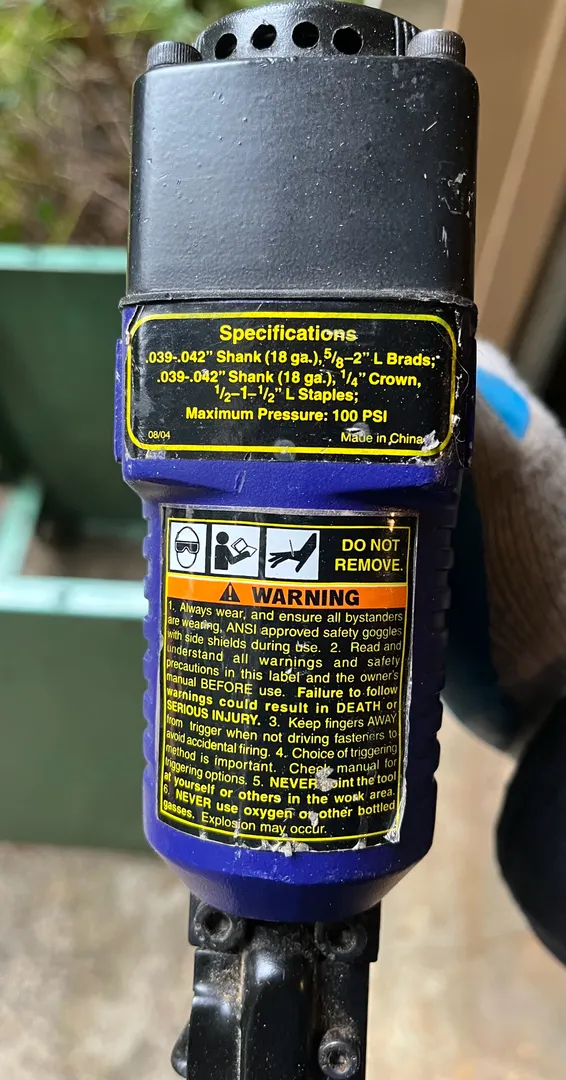 Specifications
.039-.042" Shank (18 ga.), 5/8–2" L Brads;
.039-.042" Shank (18 ga.), 1/4" Crown,
1/2–1–1/2" L Staples;
Maximum Pressure: 100 PSI
08/04 Made in China
DO NOT
REMOVE.
WARNING
1. Always wear, and ensure all bystanders
are wearing, ANSI approved safety goggles
with side shields during use. 2. Read and
understand all warnings and safety
precautions in this label and the owner's
manual BEFORE use. Failure to follow
warnings could result in DEATH or
SERIOUS INJURY. 3. Keep fingers AWAY
from trigger when not driving fasteners to
avoid accidental firing. 4. Choice of triggering
method is important. Check manual for
triggering options. 5. NEVER point the tool
at yourself or others in the work area.
6. NEVER use oxygen or other bottled
gasses. Explosion may occur.